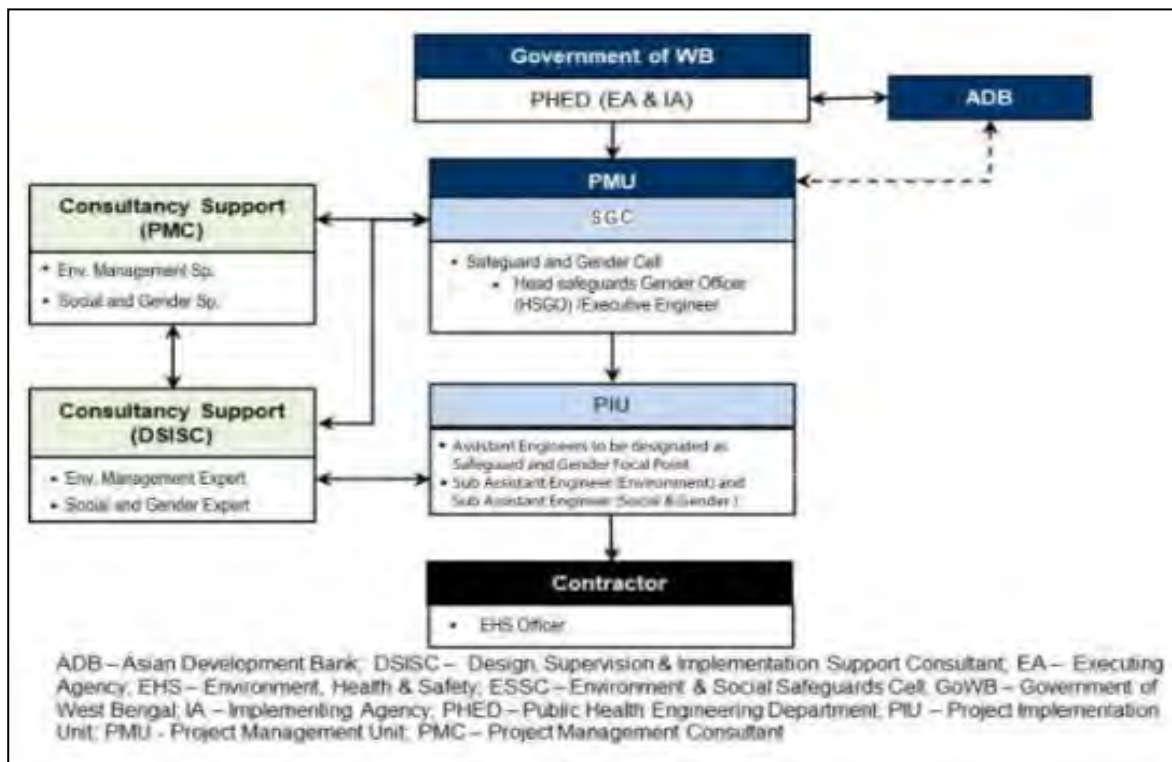 Government of WB
PHED (EA & IA)
ADB
PMU
SGC
• Safeguard and Gender Cell
• Head safeguards Gender Officer
(HSGO) /Executive Engineer
Consultancy Support
(PMC)
• Env. Management Sp.
• Social and Gender Sp.
Consultancy Support
(DSISC)
• Env. Management Expert
• Social and Gender Expert
PIU
• Assistant Engineers to be designated as
Safeguard and Gender Focal Point
• Sub Assistant Engineer (Environment) and
Sub Assistant Engineer (Social & Gender )
Contractor
• EHS Officer
ADB – Asian Development Bank; DSISC – Design, Supervision & Implementation Support Consultant; EA – Executing
Agency; EHS – Environment, Health & Safety; ESSC – Environment & Social Safeguards Cell; GoWB – Government of
West Bengal; IA – Implementing Agency; PHED – Public Health Engineering Department; PIU – Project Implementation
Unit; PMU - Project Management Unit; PMC – Project Management Consultant